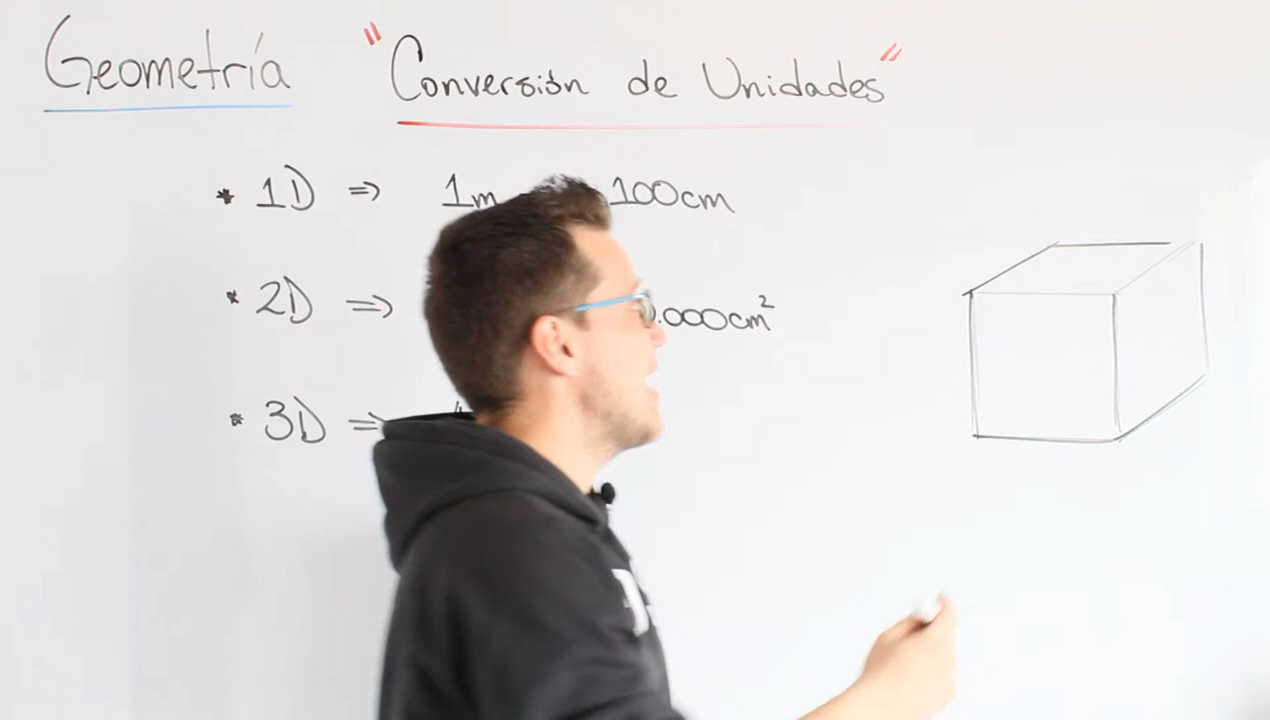 Geometría "Conversión de Unidades"
* 1D ⇒ 1m 100cm
* 2D ⇒ .000cm²
* 3D ⇒